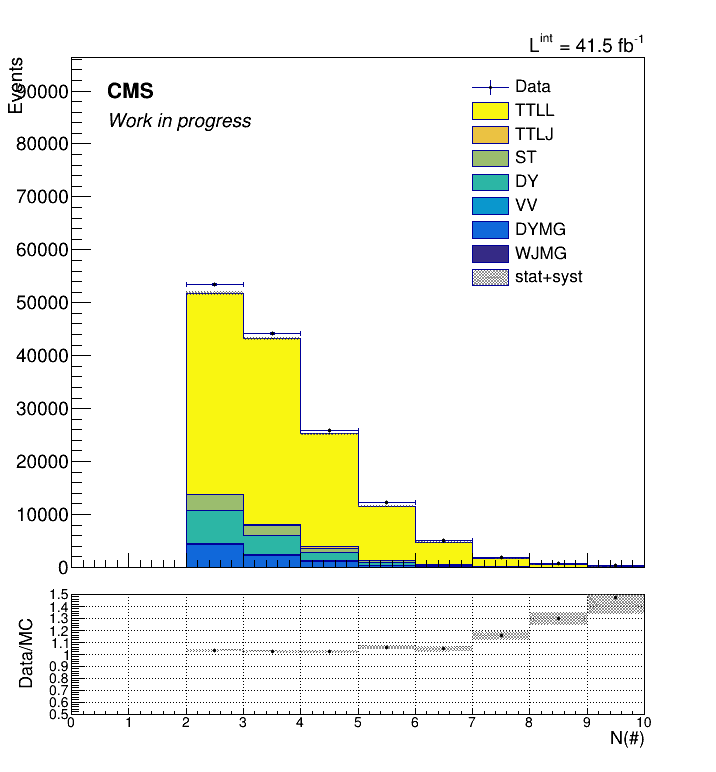 L^int = 41.5 fb^-1
Events
CMS
Work in progress
Data
TTLL
TTLJ
ST
DY
VV
DYMG
WJMG
stat+syst
90000
80000
70000
60000
50000
40000
30000
20000
10000
0
Data/MC
1.5
1.4
1.3
1.2
1.1
1
0.9
0.8
0.7
0.6
0.5
0 1 2 3 4 5 6 7 8 9 10
N(#)